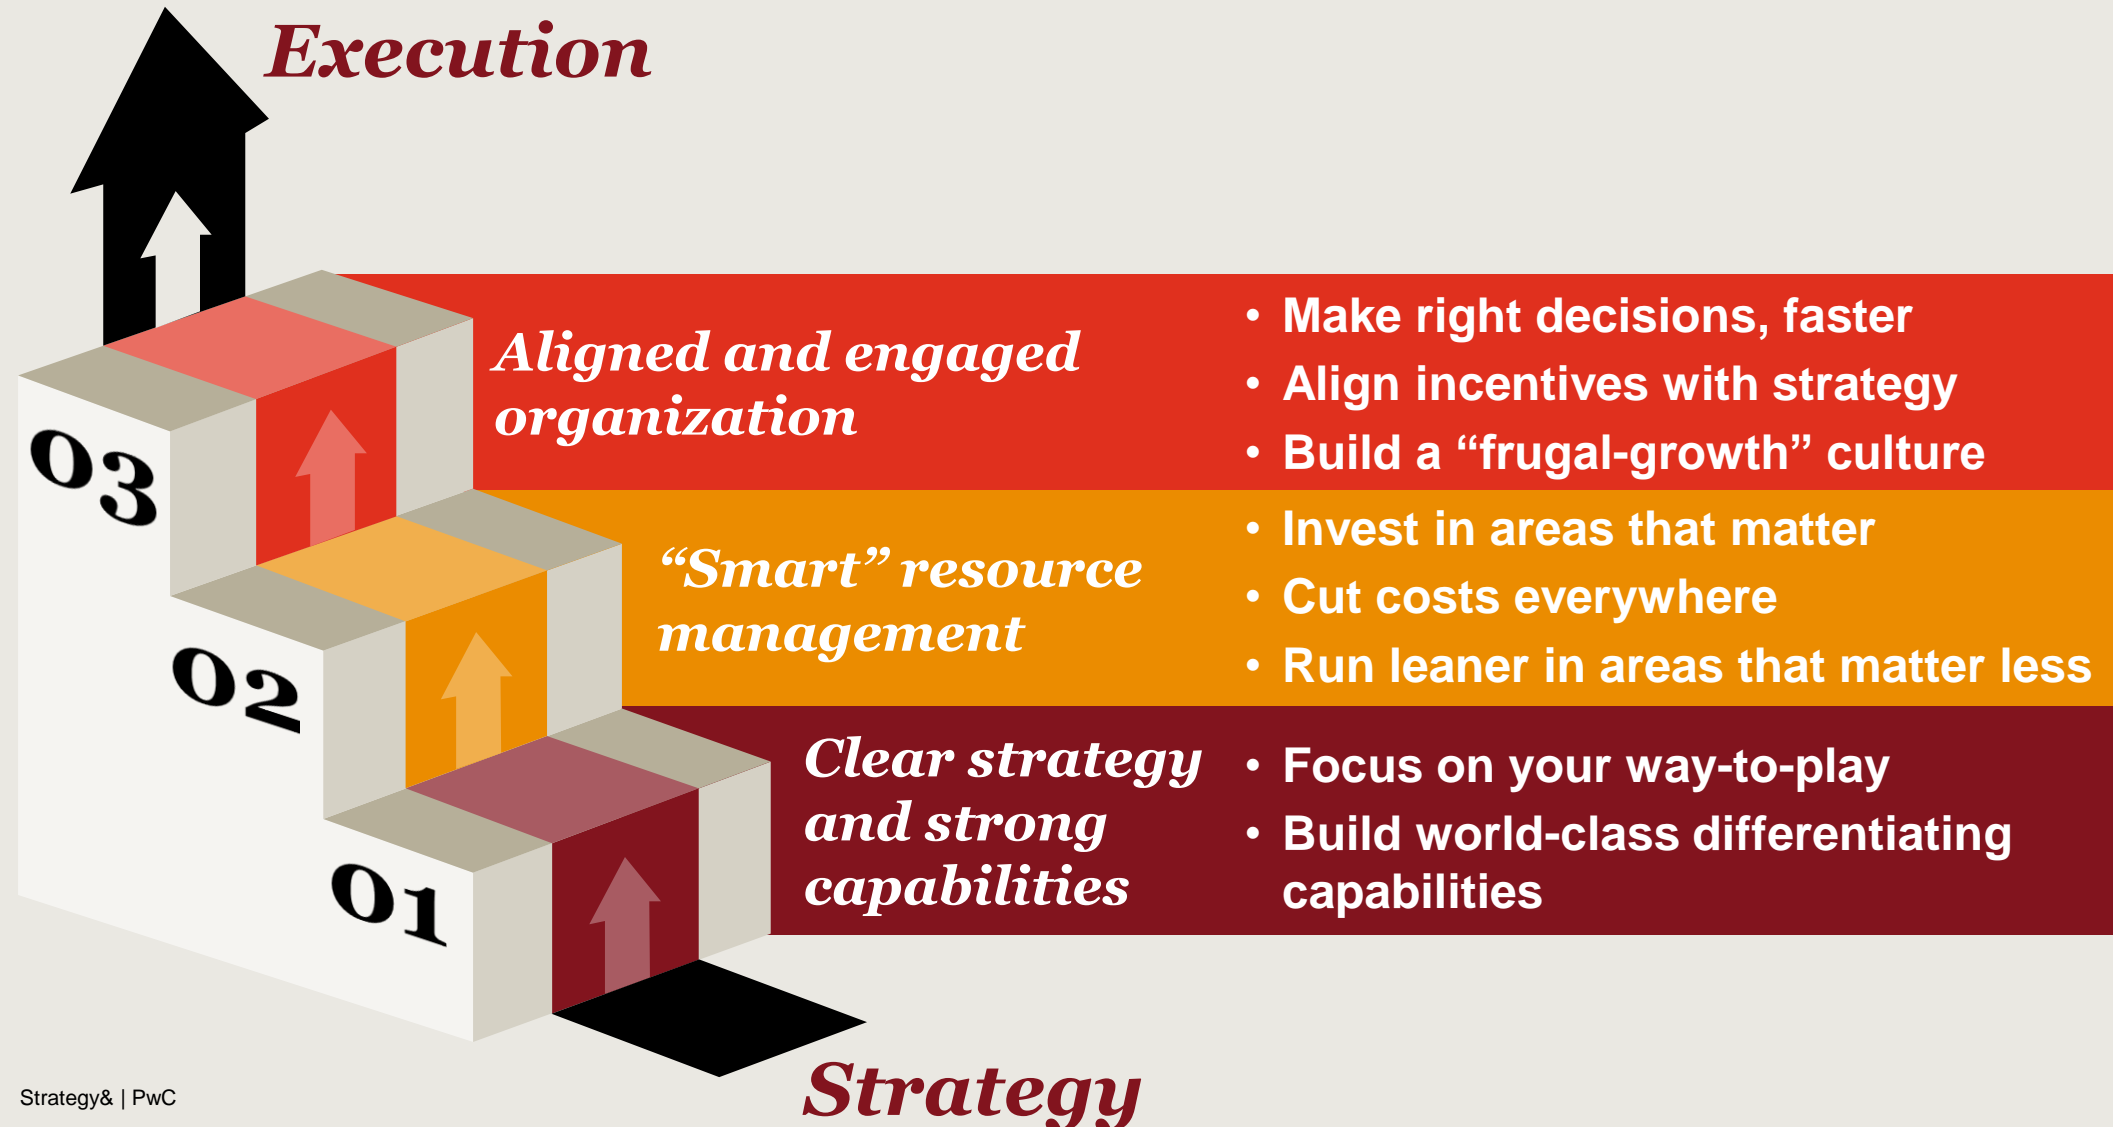 Execution
03
Aligned and engaged
organization
• Make right decisions, faster
• Align incentives with strategy
• Build a “frugal-growth” culture
02
“Smart” resource
management
• Invest in areas that matter
• Cut costs everywhere
• Run leaner in areas that matter less
01
Clear strategy
and strong
capabilities
• Focus on your way-to-play
• Build world-class differentiating
capabilities
Strategy
Strategy& | PwC